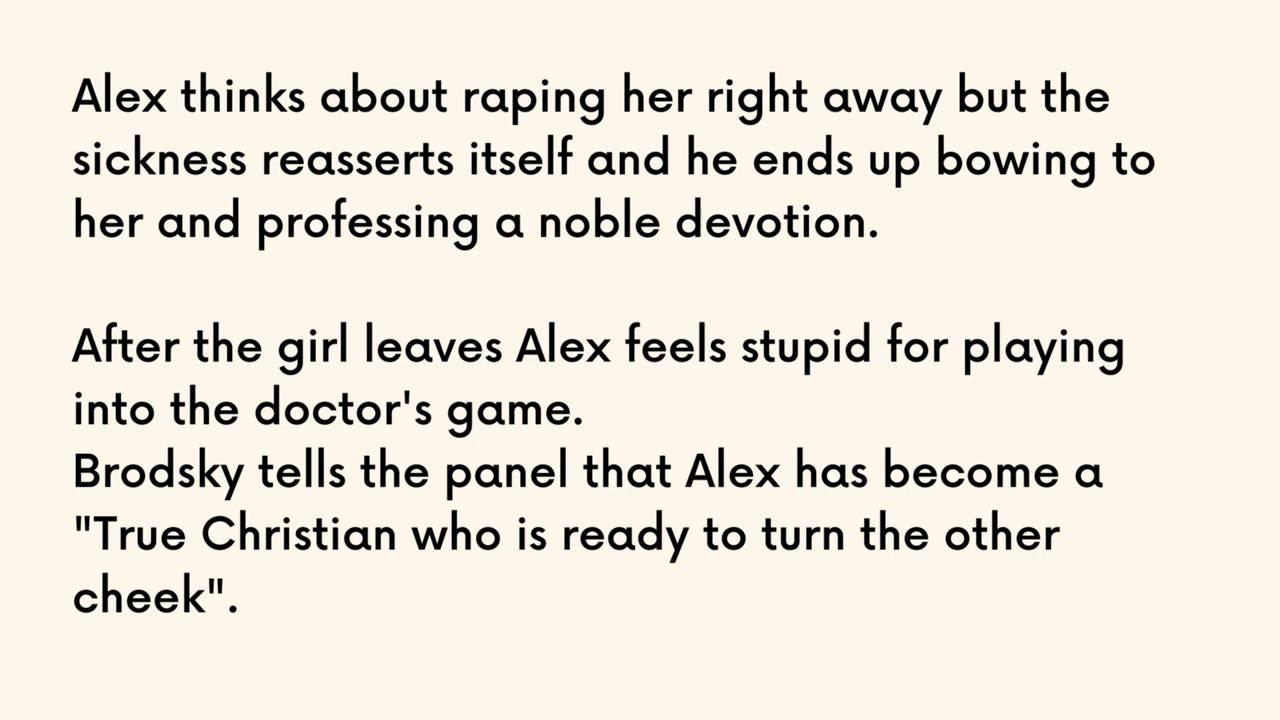 Alex thinks about raping her right away but the
sickness reasserts itself and he ends up bowing to
her and professing a noble devotion.
After the girl leaves Alex feels stupid for playing
into the doctor's game.
Brodsky tells the panel that Alex has become a
"True Christian who is ready to turn the other
cheek".